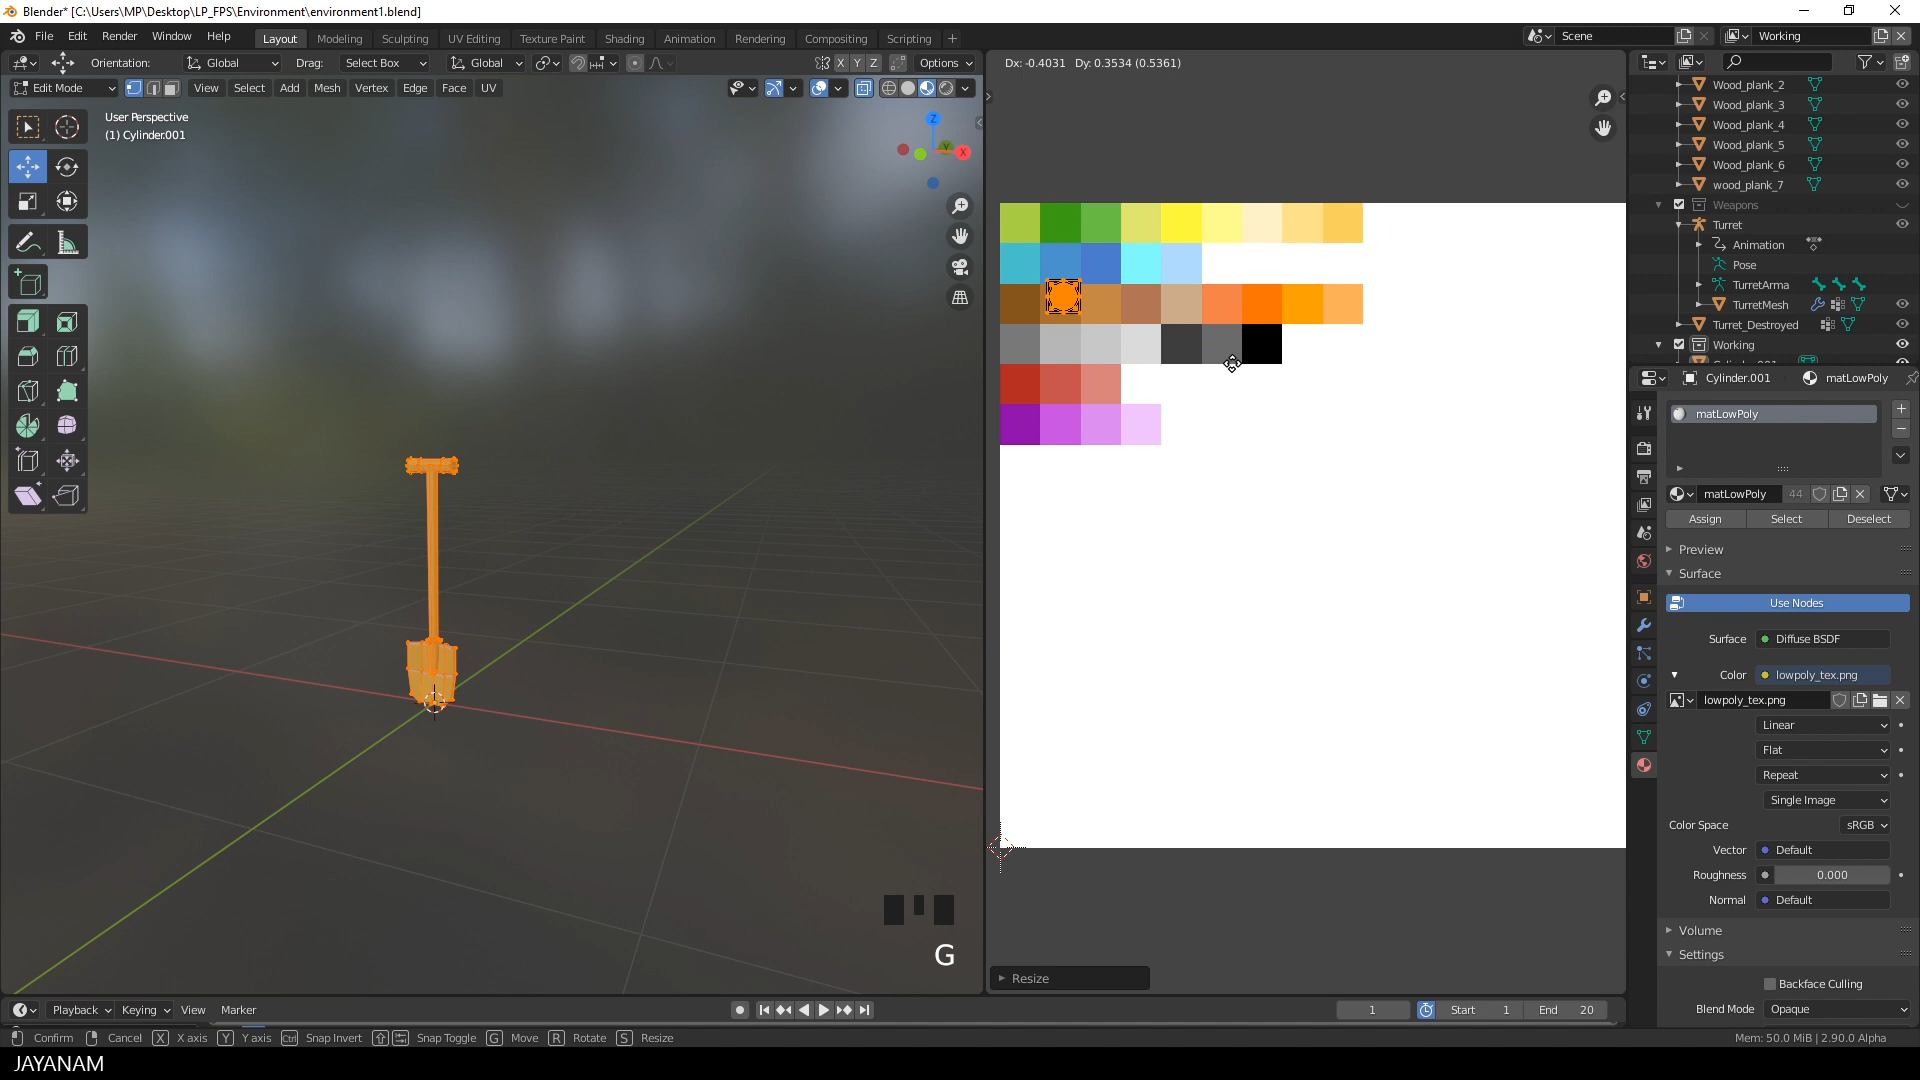 Blender* [C:\Users\MP\Desktop\LP_FPS\Environment\environment1.blend]
File Edit Render Window Help Layout Modeling Sculpting UV Editing Texture Paint Shading Animation Rendering Compositing Scripting + Scene Working
Orientation: Global Drag: Select Box Global X Y Z Options Dx: -0.4031 Dy: 0.3534 (0.5361)
Edit Mode View Select Add Mesh Vertex Edge Face UV
User Perspective
(1) Cylinder.001
Z
Y
X
Wood_plank_2
Wood_plank_3
Wood_plank_4
Wood_plank_5
Wood_plank_6
wood_plank_7
Weapons
Turret
Animation
Pose
TurretArma
TurretMesh
Turret_Destroyed
Working
Cylinder.001 matLowPoly
matLowPoly
matLowPoly 44
Assign Select Deselect
Preview
Surface
Use Nodes
Surface Diffuse BSDF
Color lowpoly_tex.png
lowpoly_tex.png
Linear
Flat
Repeat
Single Image
Color Space sRGB
Vector Default
Roughness 0.000
Normal Default
Volume
Settings
Backface Culling
Blend Mode Opaque
G
Resize
Playback Keying View Marker 1 Start 1 End 20
Confirm Cancel X X axis Y Y axis Ctrl Snap Invert Snap Toggle G Move R Rotate S Resize Mem: 50.0 MiB | 2.90.0 Alpha
JAYANAM